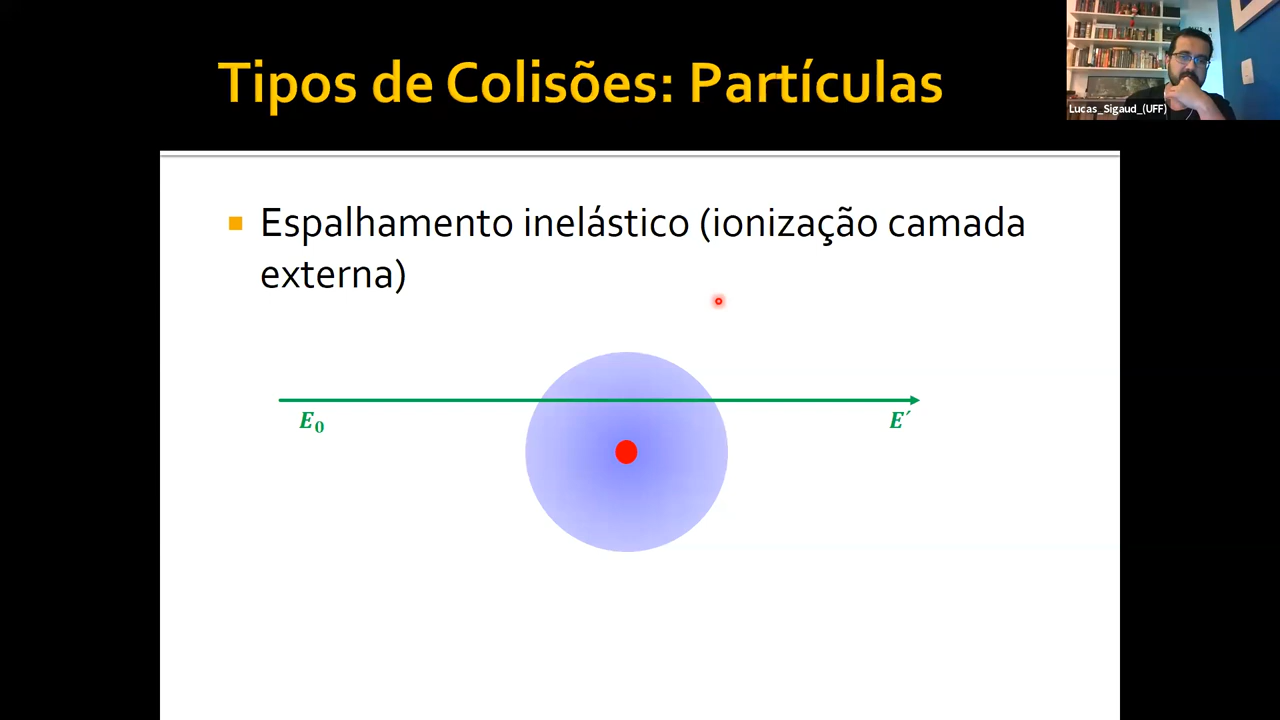 Tipos de Colisões: Partículas
Lucas_Sigaud_(UFF)
Espalhamento inelástico (ionização camada
externa)
E₀
E´